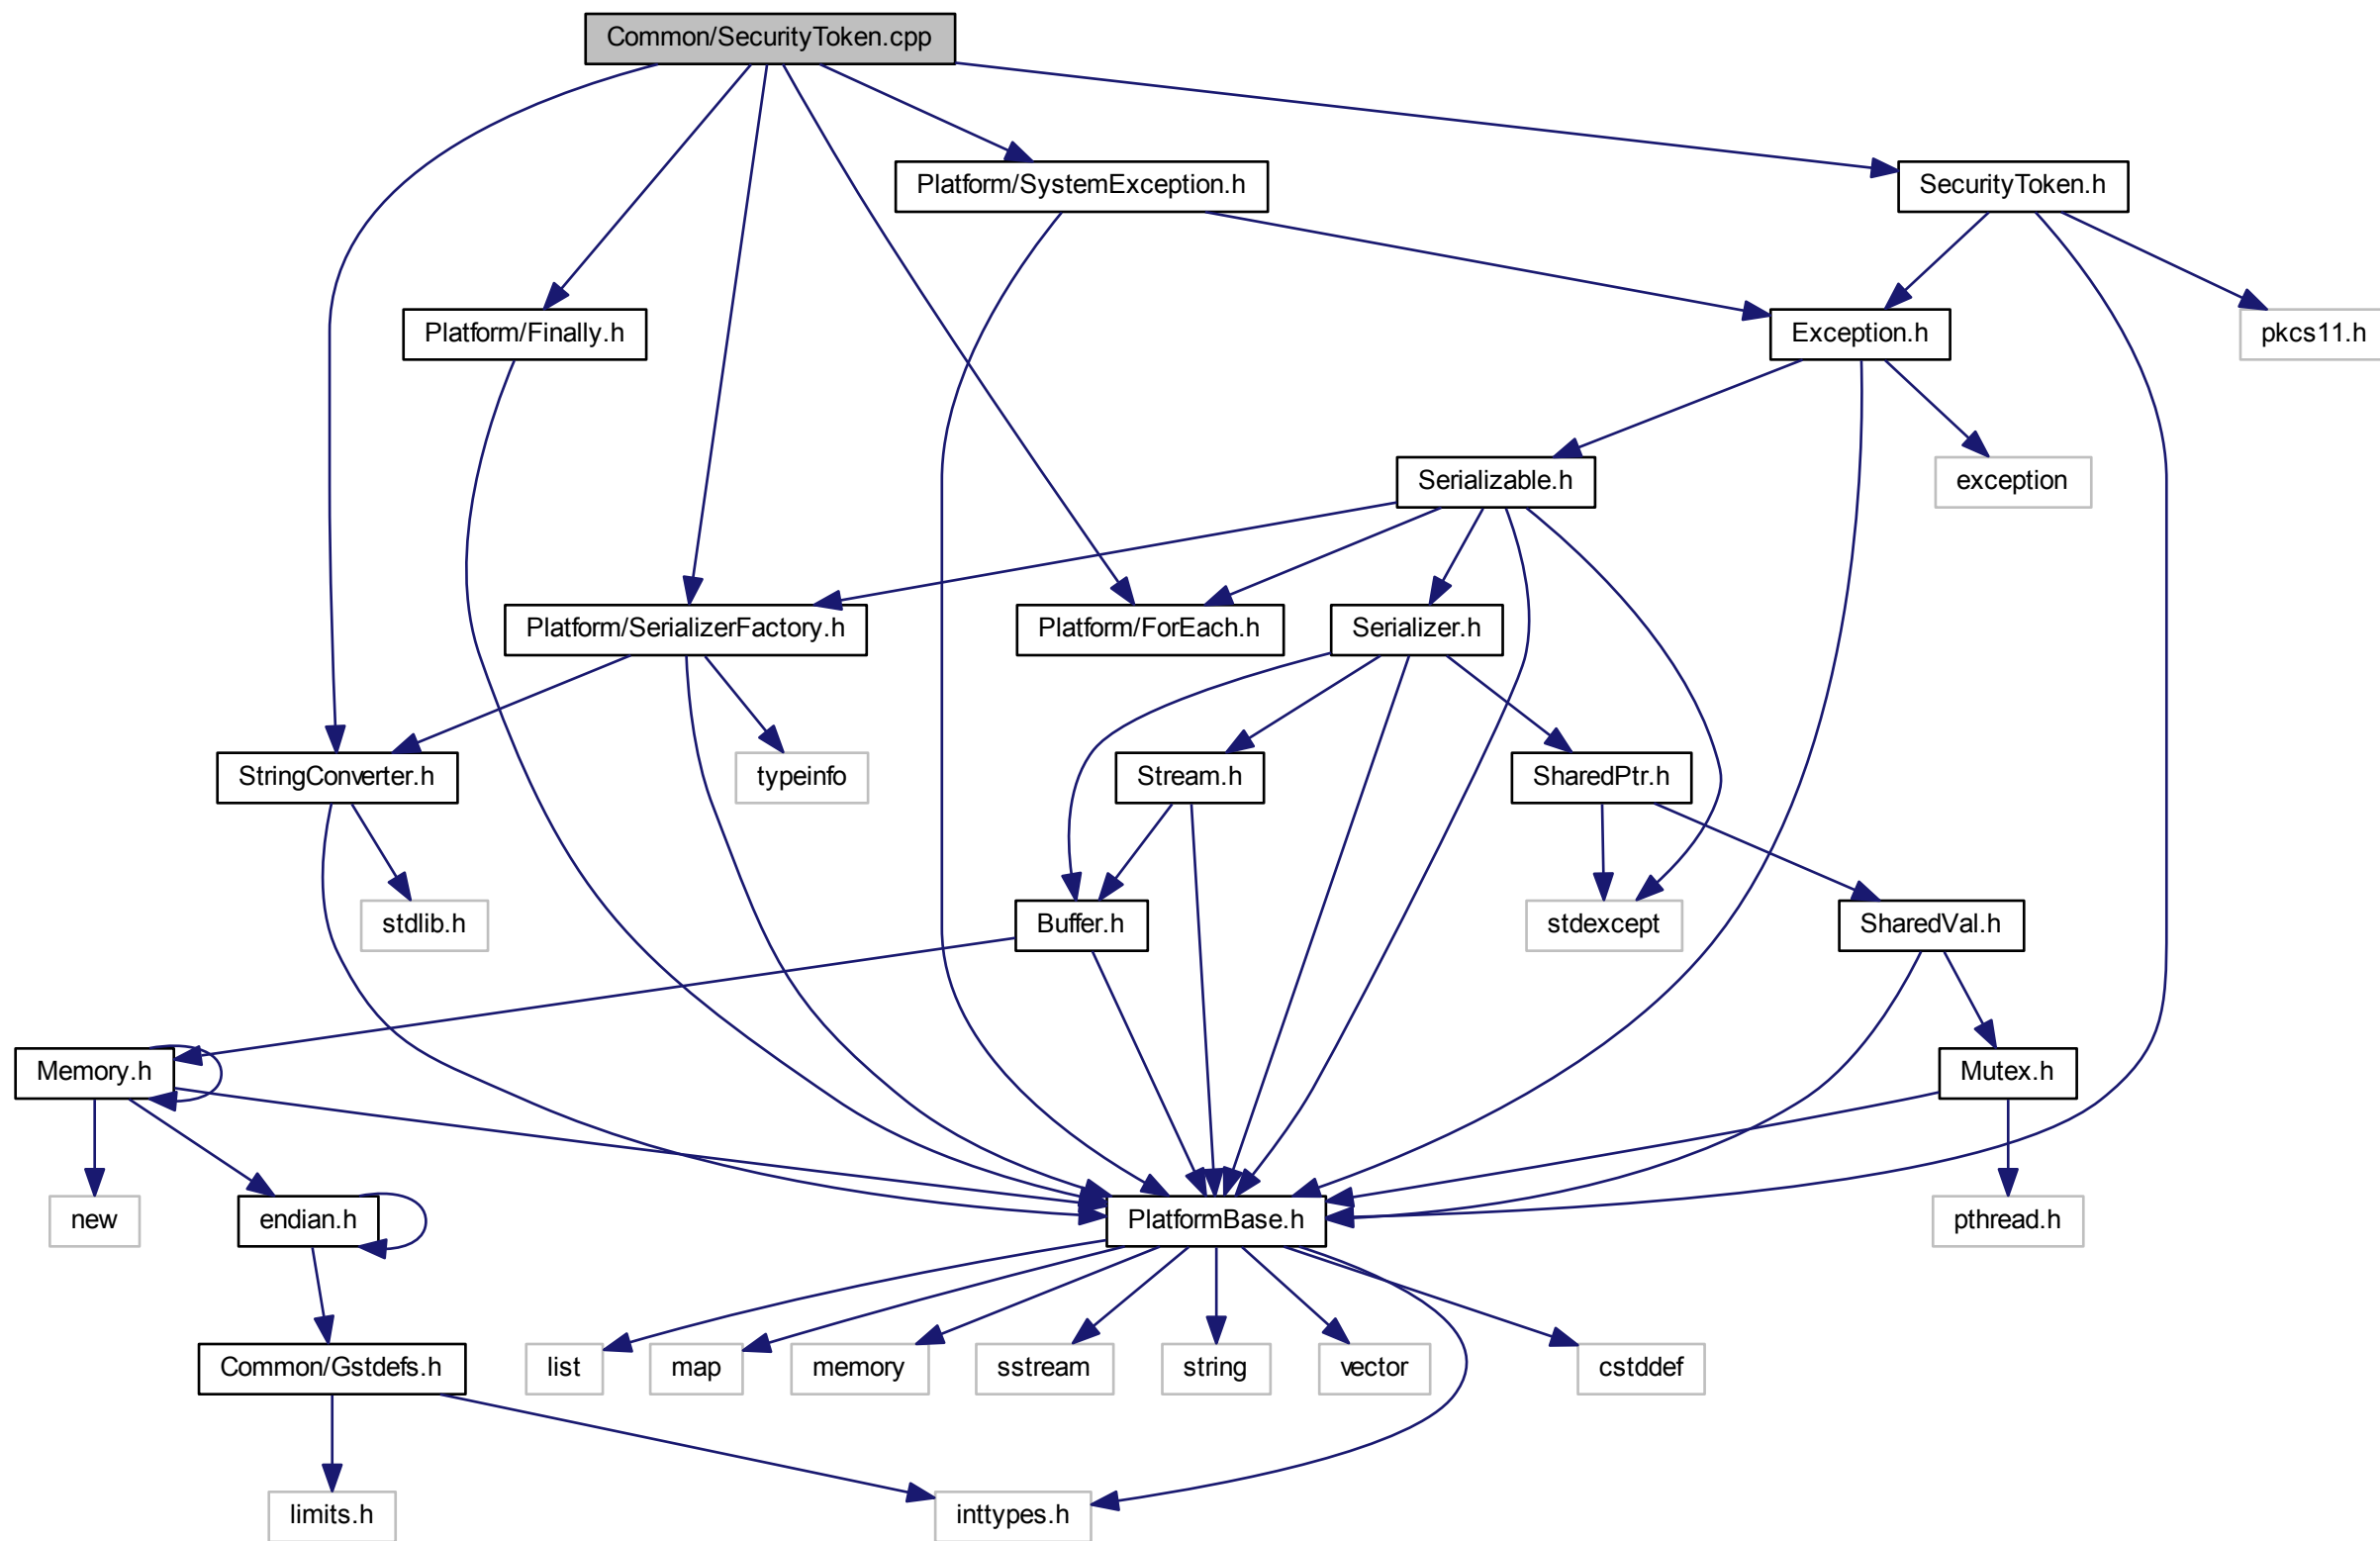 Common/SecurityToken.cpp
Platform/SystemException.h
SecurityToken.h
Platform/Finally.h
Exception.h
pkcs11.h
Serializable.h
exception
Platform/SerializerFactory.h
Platform/ForEach.h
Serializer.h
StringConverter.h
typeinfo
Stream.h
SharedPtr.h
stdlib.h
Buffer.h
stdexcept
SharedVal.h
Memory.h
Mutex.h
new
endian.h
PlatformBase.h
pthread.h
Common/Gstdefs.h
list
map
memory
sstream
string
vector
cstddef
limits.h
inttypes.h